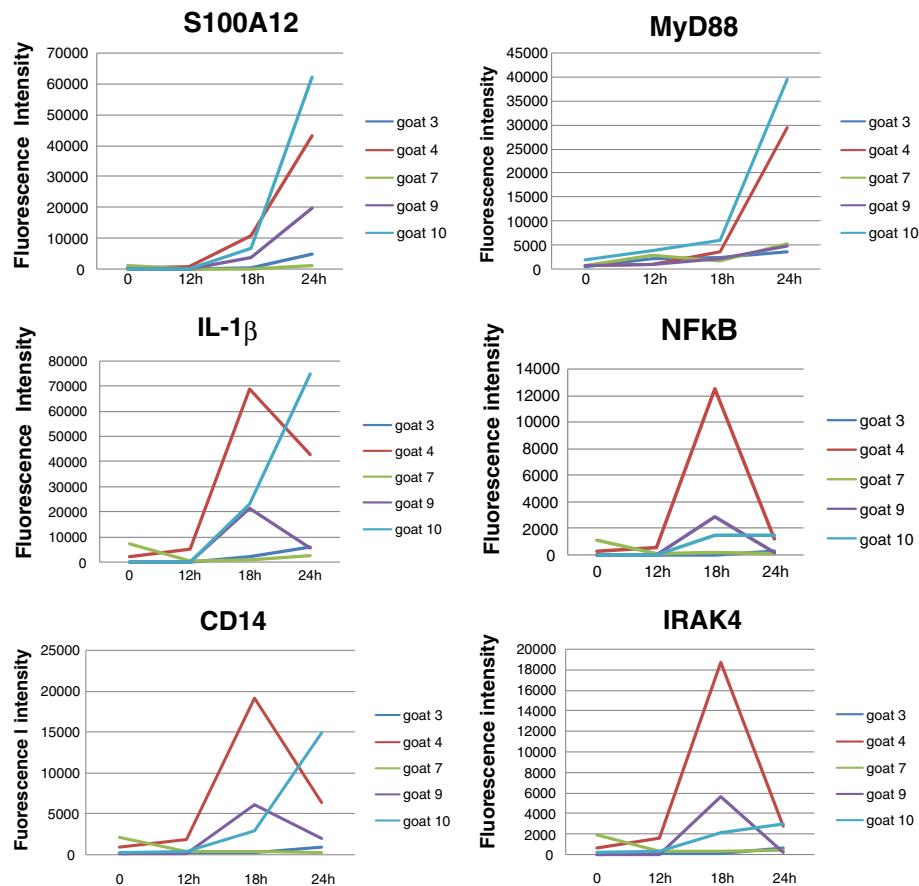 S100A12
Fluorescence Intensity
70000
60000
50000
40000
30000
20000
10000
0
0 12h 18h 24h
goat 3
goat 4
goat 7
goat 9
goat 10
MyD88
Fluorescence intensity
45000
40000
35000
30000
25000
20000
15000
10000
5000
0
0 12h 18h 24h
goat 3
goat 4
goat 7
goat 9
goat 10
IL-1β
Fluorescence Intensity
80000
70000
60000
50000
40000
30000
20000
10000
0
0 12h 18h 24h
goat 3
goat 4
goat 7
goat 9
goat 10
NFkB
Fluorescence intensity
14000
12000
10000
8000
6000
4000
2000
0
0 12h 18h 24h
goat 3
goat 4
goat 7
goat 9
goat 10
CD14
Fluorescence I intensity
25000
20000
15000
10000
5000
0
0 12h 18h 24h
goat 3
goat 4
goat 7
goat 9
goat 10
IRAK4
Fluorescence intensity
20000
18000
16000
14000
12000
10000
8000
6000
4000
2000
0
0 12h 18h 24h
goat 3
goat 4
goat 7
goat 9
goat 10